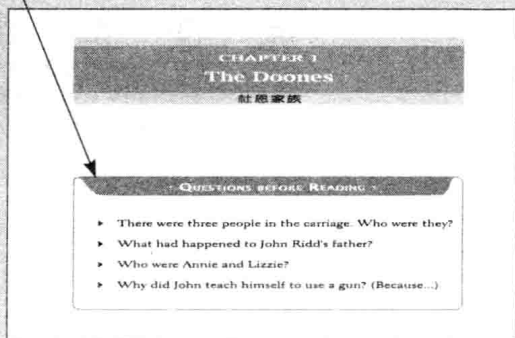 CHAPTER 1
The Doones
杜恩家族
QUESTIONS BEFORE READING
There were three people in the carriage. Who were they?
What had happened to John Ridd's father?
Who were Annie and Lizzie?
Why did John teach himself to use a gun? (Because...)